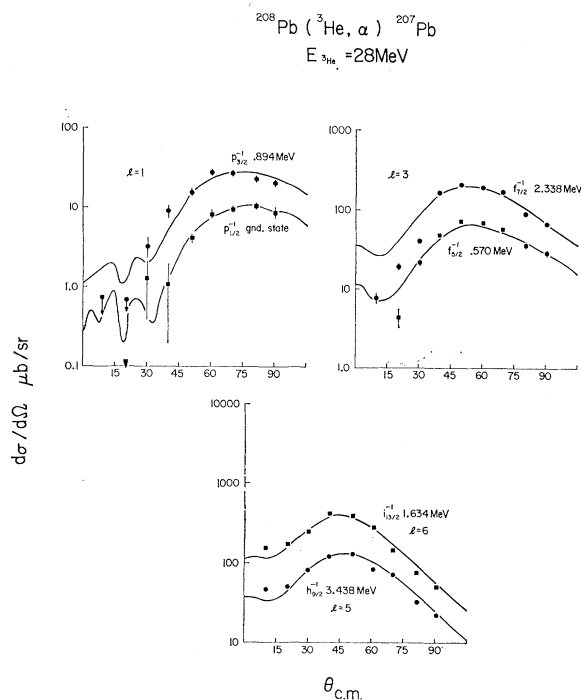 ²⁰⁸Pb ( ³He, α ) ²⁰⁷Pb
E ³He. = 28MeV
100
10
1.0
0.1
15 30 45 60 75 90
ℓ=1
p⁻¹3/2 .894 MeV
p⁻¹1/2 gnd. state
1000
100
10
1.0
15 30 45 60 75 90
ℓ=3
f⁻¹7/2 2.338 MeV
f⁻¹5/2 .570 MeV
dσ/dΩ μb/sr
10000
1000
100
10
15 30 45 60 75 90
i⁻¹13/2 1.634 MeV
ℓ=6
h⁻¹9/2 3.438 MeV
ℓ=5
θc.m.